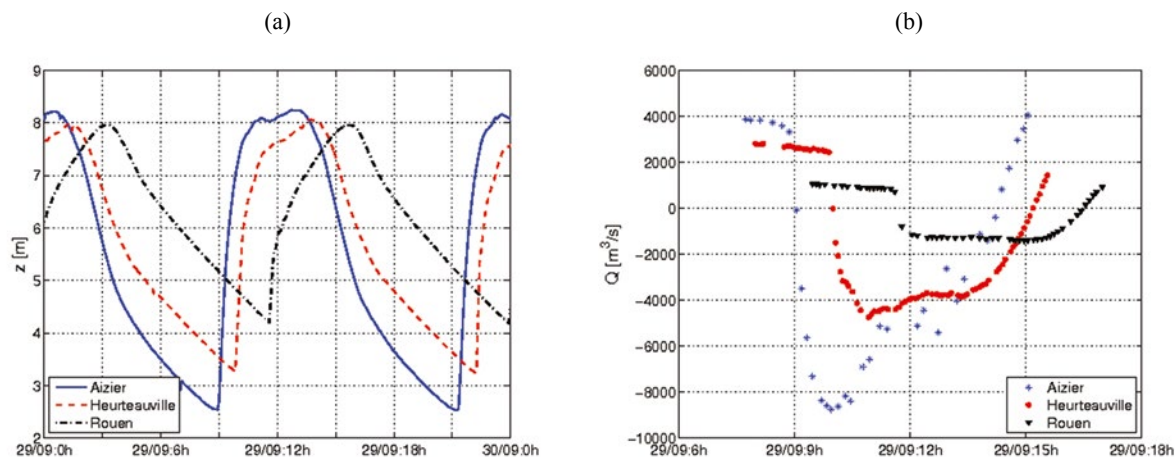 (a)
(b)
9
8
7
6
5
4
3
2
z [m]
Aizier
Heurteauville
Rouen
29/09:0h
29/09:6h
29/09:12h
29/09:18h
30/09:0h
6000
4000
2000
0
−2000
−4000
−6000
−8000
−10000
Q [m³/s]
Aizier
Heurteauville
Rouen
29/09:6h
29/09:9h
29/09:12h
29/09:15h
29/09:18h